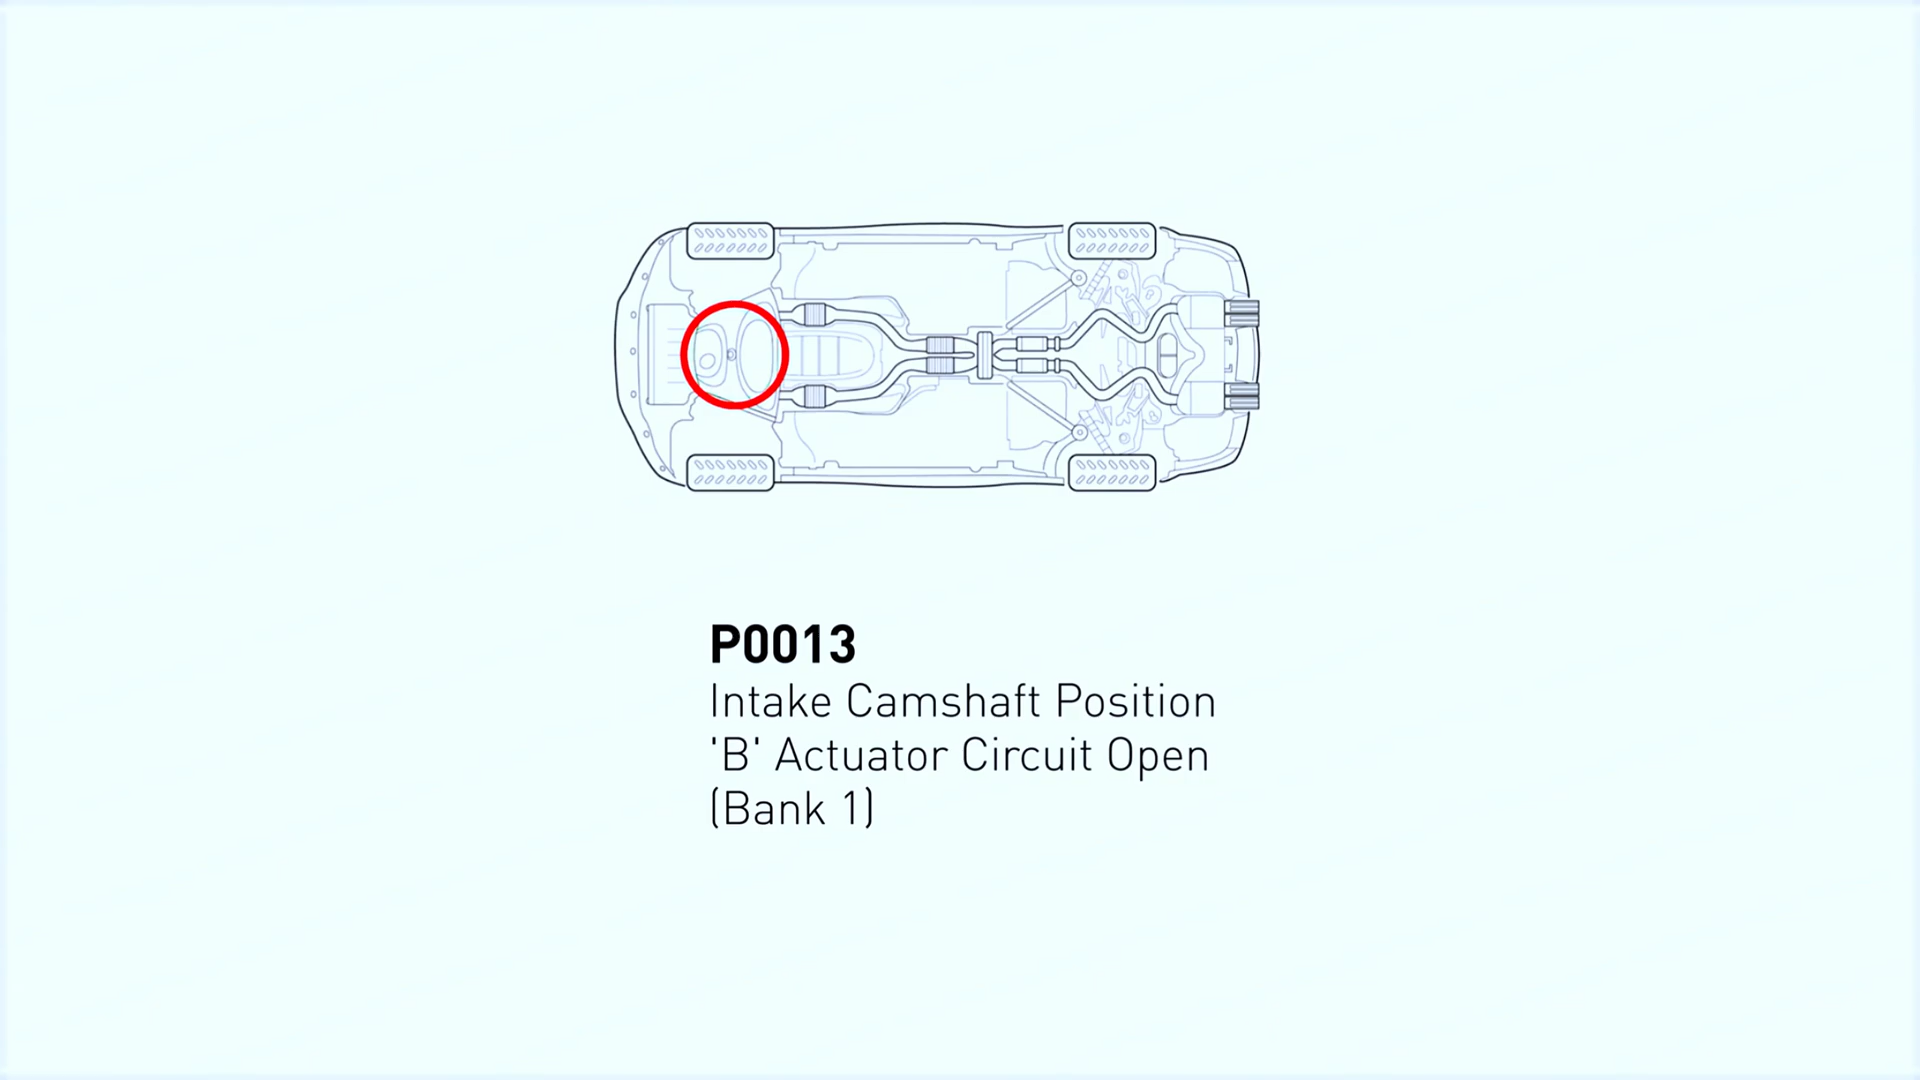 P0013
Intake Camshaft Position
'B' Actuator Circuit Open
(Bank 1)